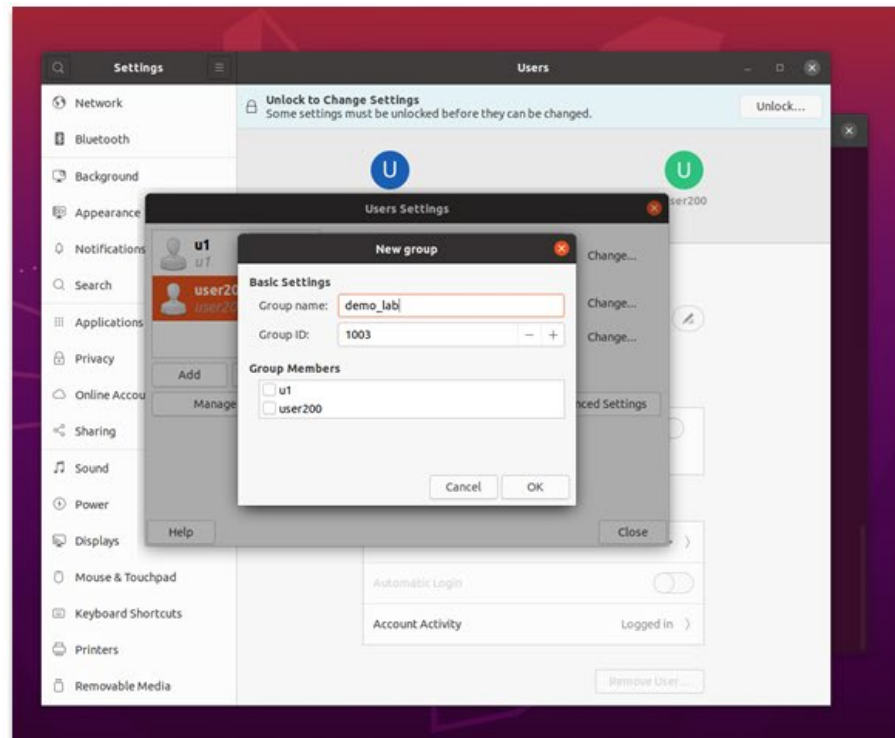 Settings
Users
Network
Bluetooth
Background
Appearance
Notifications
Search
Applications
Privacy
Online Accou
Sharing
Sound
Power
Displays
Mouse & Touchpad
Keyboard Shortcuts
Printers
Removable Media
Unlock to Change Settings
Some settings must be unlocked before they can be changed.
Unlock...
U
U
ser200
Users Settings
u1
u1
user20
user20
Add
Manage
Change...
Change...
Change...
nced Settings
Help
Close
New group
Basic Settings
Group name: demo_lab
Group ID: 1003
Group Members
u1
user200
Cancel
OK
Automatic Login
Account Activity
Logged in
Remove User...